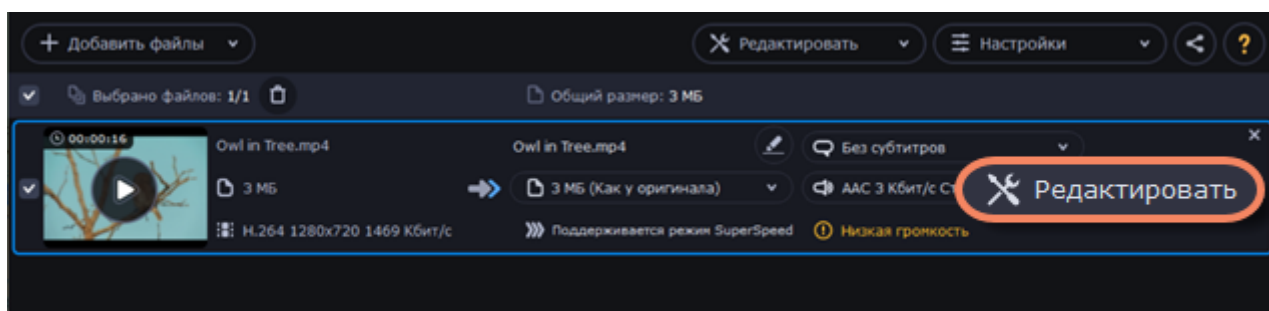 + Добавить файлы
Редактировать
Настройки
?
Выбрано файлов: 1/1
Общий размер: 3 МБ
00:00:16
Owl in Tree.mp4
Owl in Tree.mp4
Без субтитров
3 МБ
3 МБ (Как у оригинала)
AAC 3 Кбит/с
Редактировать
H.264 1280x720 1469 Кбит/с
Поддерживается режим SuperSpeed
Низкая громкость